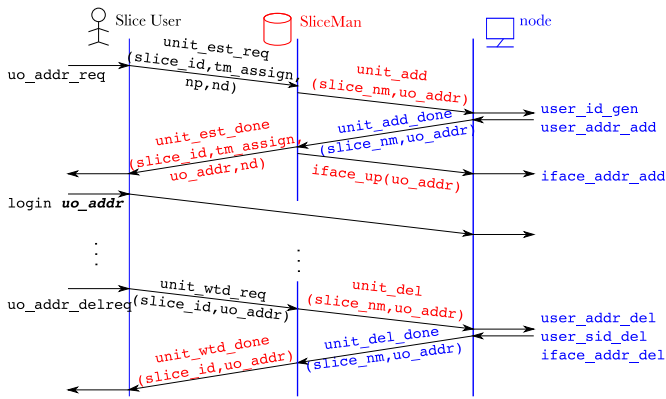 Slice User
SliceMan
node
unit_est_req
(slice_id,tm_assign,
np,nd)
uo_addr_req
unit_add
(slice_nm,uo_addr)
user_id_gen
user_addr_add
unit_add_done
(slice_nm,uo_addr)
unit_est_done
(slice_id,tm_assign,
uo_addr,nd)
iface_up(uo_addr)
iface_addr_add
login uo_addr
unit_wtd_req
(slice_id,uo_addr)
uo_addr_delreq
unit_del
(slice_nm,uo_addr)
user_addr_del
user_sid_del
iface_addr_del
unit_del_done
(slice_nm,uo_addr)
unit_wtd_done
(slice_id,uo_addr)